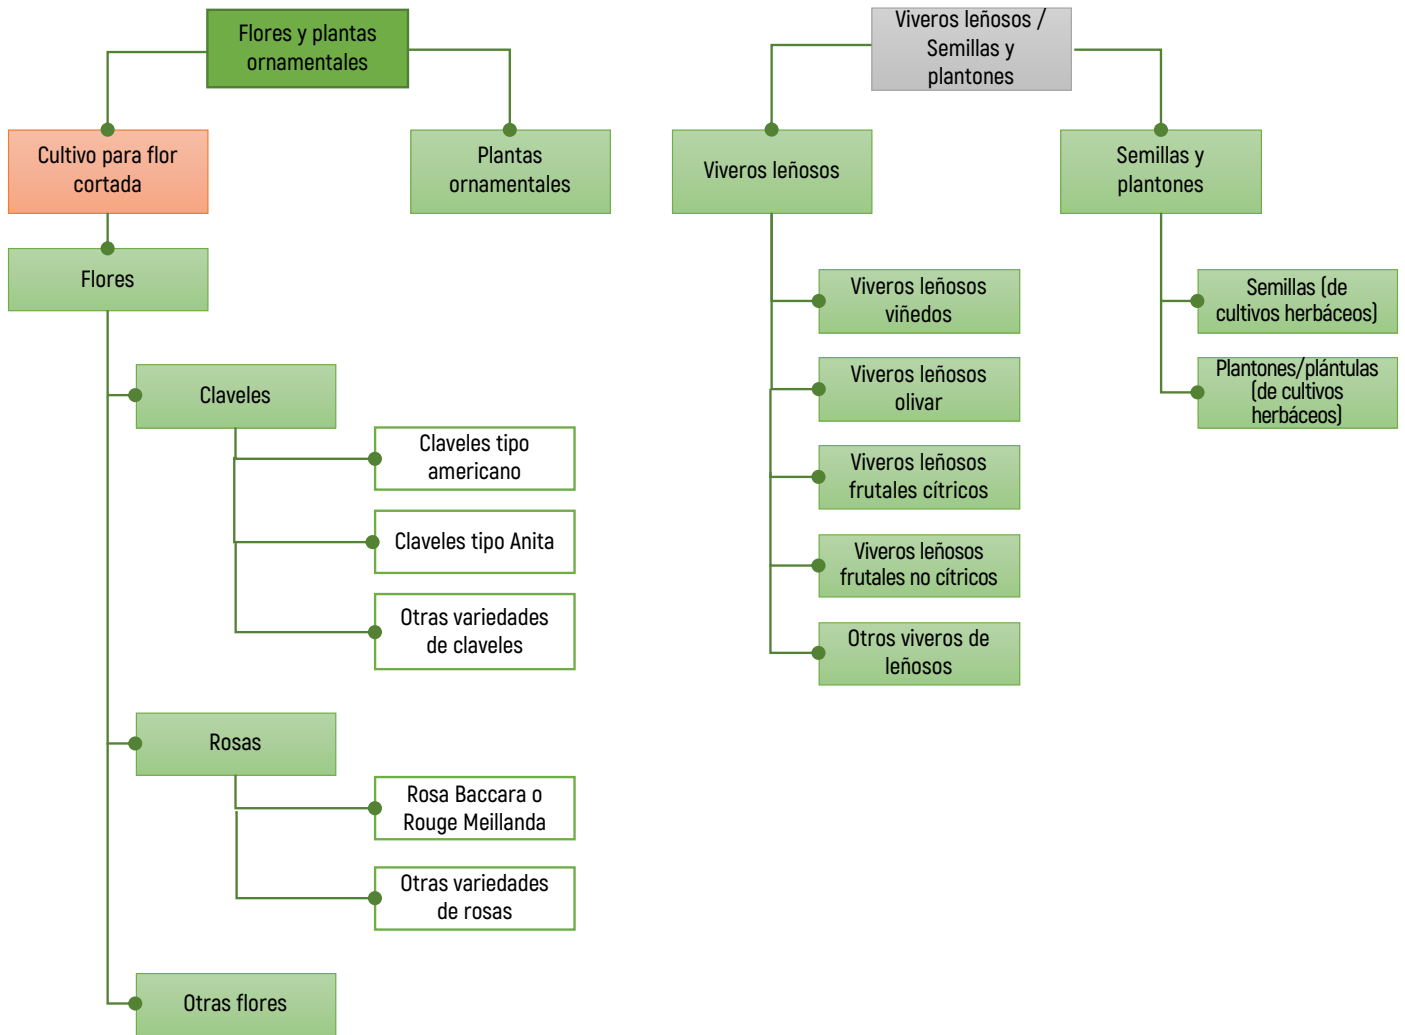 Flores y plantas
ornamentales
Cultivo para flor
cortada
Plantas
ornamentales
Flores
Claveles
Claveles tipo
americano
Claveles tipo Anita
Otras variedades
de claveles
Rosas
Rosa Baccara o
Rouge Meillanda
Otras variedades
de rosas
Otras flores
Viveros leñosos /
Semillas y
plantones
Viveros leñosos
Semillas y
plantones
Viveros leñosos
viñedos
Viveros leñosos
olivar
Viveros leñosos
frutales cítricos
Viveros leñosos
frutales no cítricos
Otros viveros de
leñosos
Semillas (de
cultivos herbáceos)
Plantones/plántulas
(de cultivos
herbáceos)